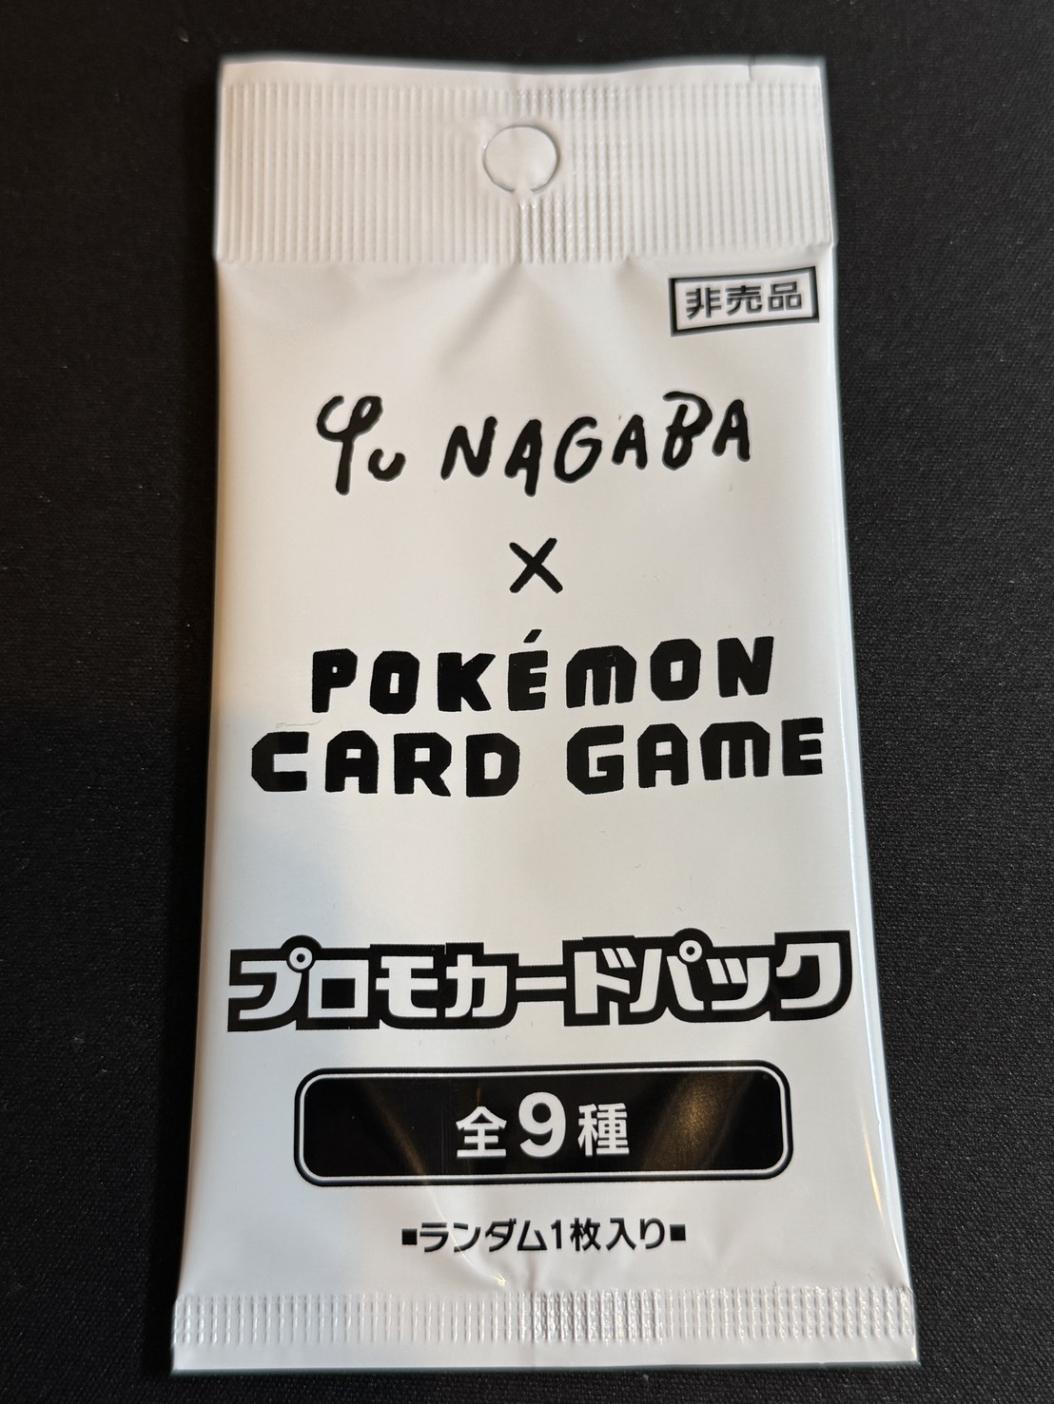 非売品
Yu NAGABA
×
POKÉMON
CARD GAME
プロモカードパック
全9種
■ランダム1枚入り■